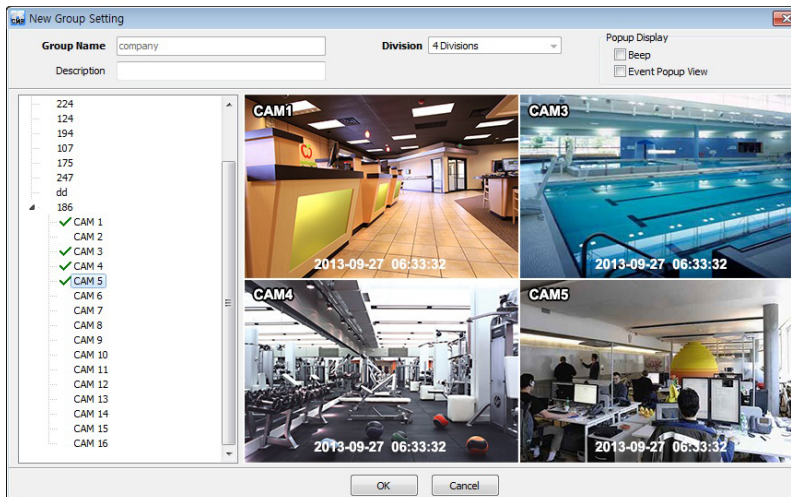 New Group Setting
Group Name company Division 4 Divisions Popup Display
Beep
Description Event Popup View
224
124
194
107
175
247
dd
186
CAM 1
CAM 2
CAM 3
CAM 4
CAM 5
CAM 6
CAM 7
CAM 8
CAM 9
CAM 10
CAM 11
CAM 12
CAM 13
CAM 14
CAM 15
CAM 16
CAM1
2013-09-27 06:33:32
CAM3
2013-09-27 06:33:32
CAM4
2013-09-27 06:33:32
CAM5
2013-09-27 06:33:32
OK Cancel